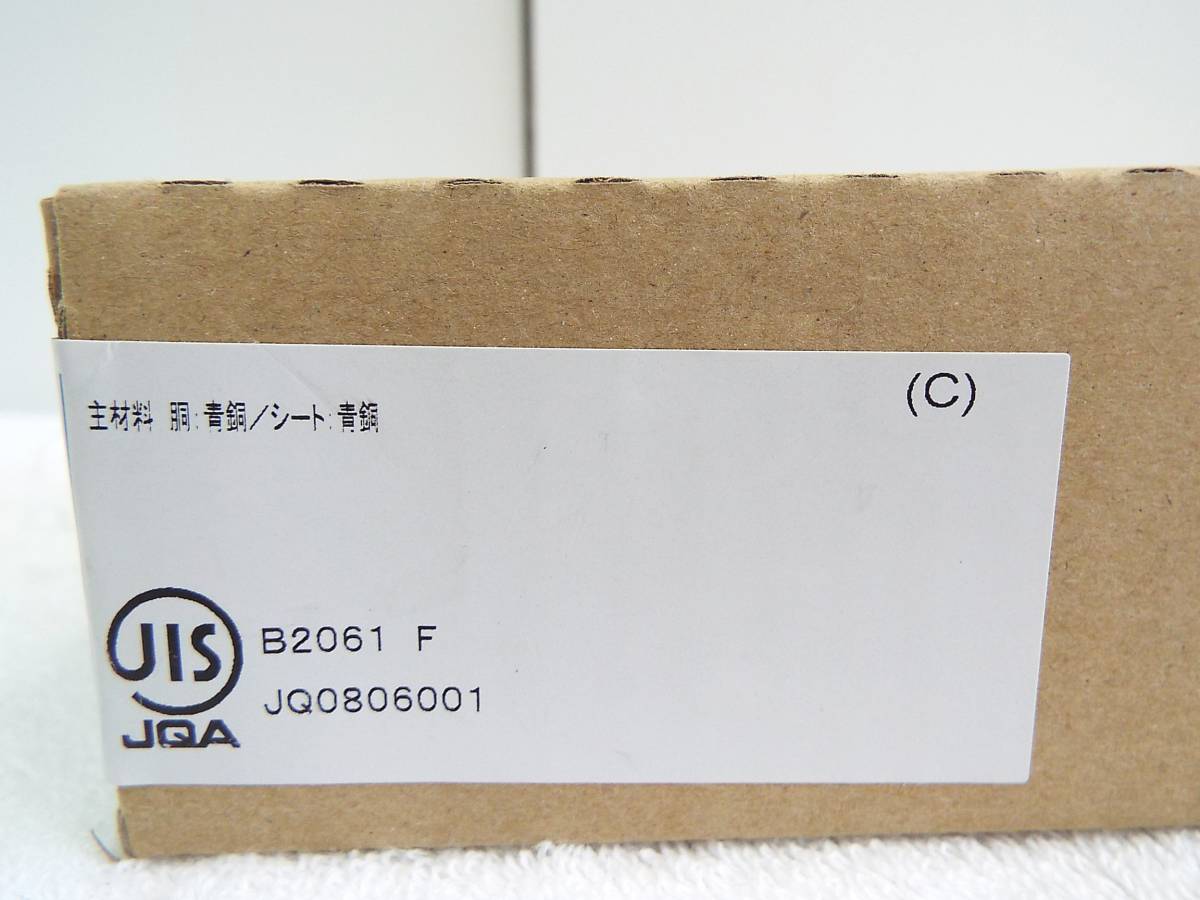 (C)
主材料 胴:青銅/シート:青銅
JIS
B2061 F
JQA
JQ0806001